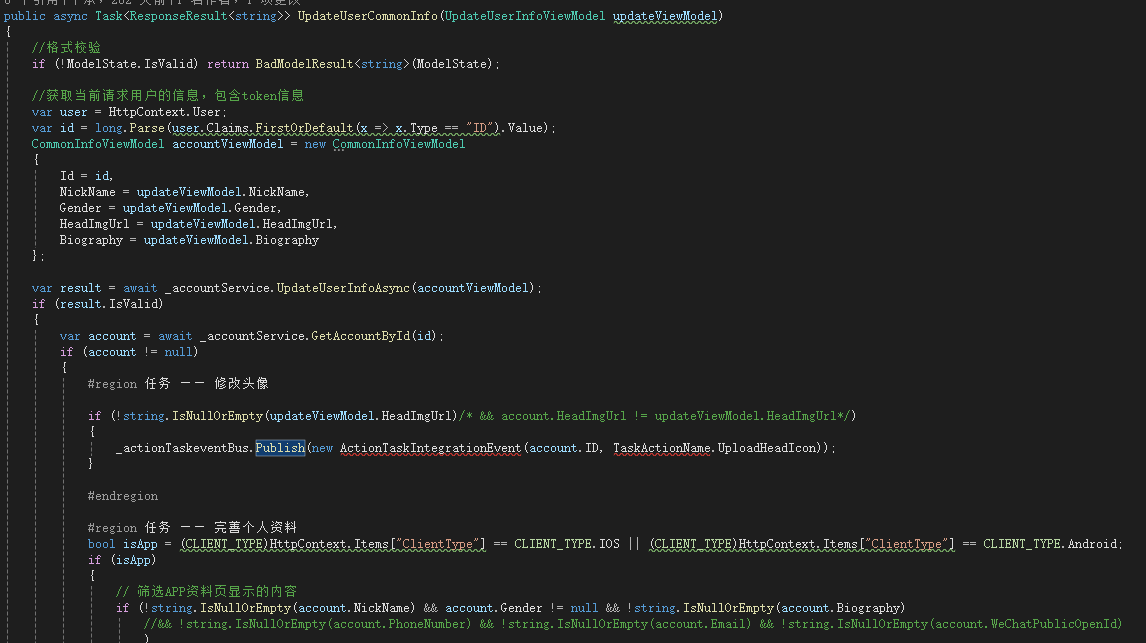 public async Task<ResponseResult<string>> UpdateUserCommonInfo(UpdateUserInfoViewModel updateViewModel)
{
//格式校验
if (!ModelState.IsValid) return BadModelResult<string>(ModelState);
//获取当前请求用户的信息，包含token信息
var user = HttpContext.User;
var id = long.Parse(user.Claims.FirstOrDefault(x => x.Type == "ID").Value);
CommonInfoViewModel accountViewModel = new CommonInfoViewModel
{
Id = id,
NickName = updateViewModel.NickName,
Gender = updateViewModel.Gender,
HeadImgUrl = updateViewModel.HeadImgUrl,
Biography = updateViewModel.Biography
};
var result = await _accountService.UpdateUserInfoAsync(accountViewModel);
if (result.IsValid)
{
var account = await _accountService.GetAccountById(id);
if (account != null)
{
#region 任务 —— 修改头像
if (!string.IsNullOrEmpty(updateViewModel.HeadImgUrl)/* && account.HeadImgUrl != updateViewModel.HeadImgUrl*/)
{
_actionTaskeventBus.Publish(new ActionTaskIntegrationEvent(account.ID, TaskActionName.UploadHeadIcon));
}
#endregion
#region 任务 —— 完善个人资料
bool isApp = (CLIENT_TYPE)HttpContext.Items["ClientType"] == CLIENT_TYPE.IOS || (CLIENT_TYPE)HttpContext.Items["ClientType"] == CLIENT_TYPE.Android;
if (isApp)
{
// 筛选APP资料页显示的内容
if (!string.IsNullOrEmpty(account.NickName) && account.Gender != null && !string.IsNullOrEmpty(account.Biography)
//&& !string.IsNullOrEmpty(account.PhoneNumber) && !string.IsNullOrEmpty(account.Email) && !string.IsNullOrEmpty(account.WeChatPublicOpenId)
)